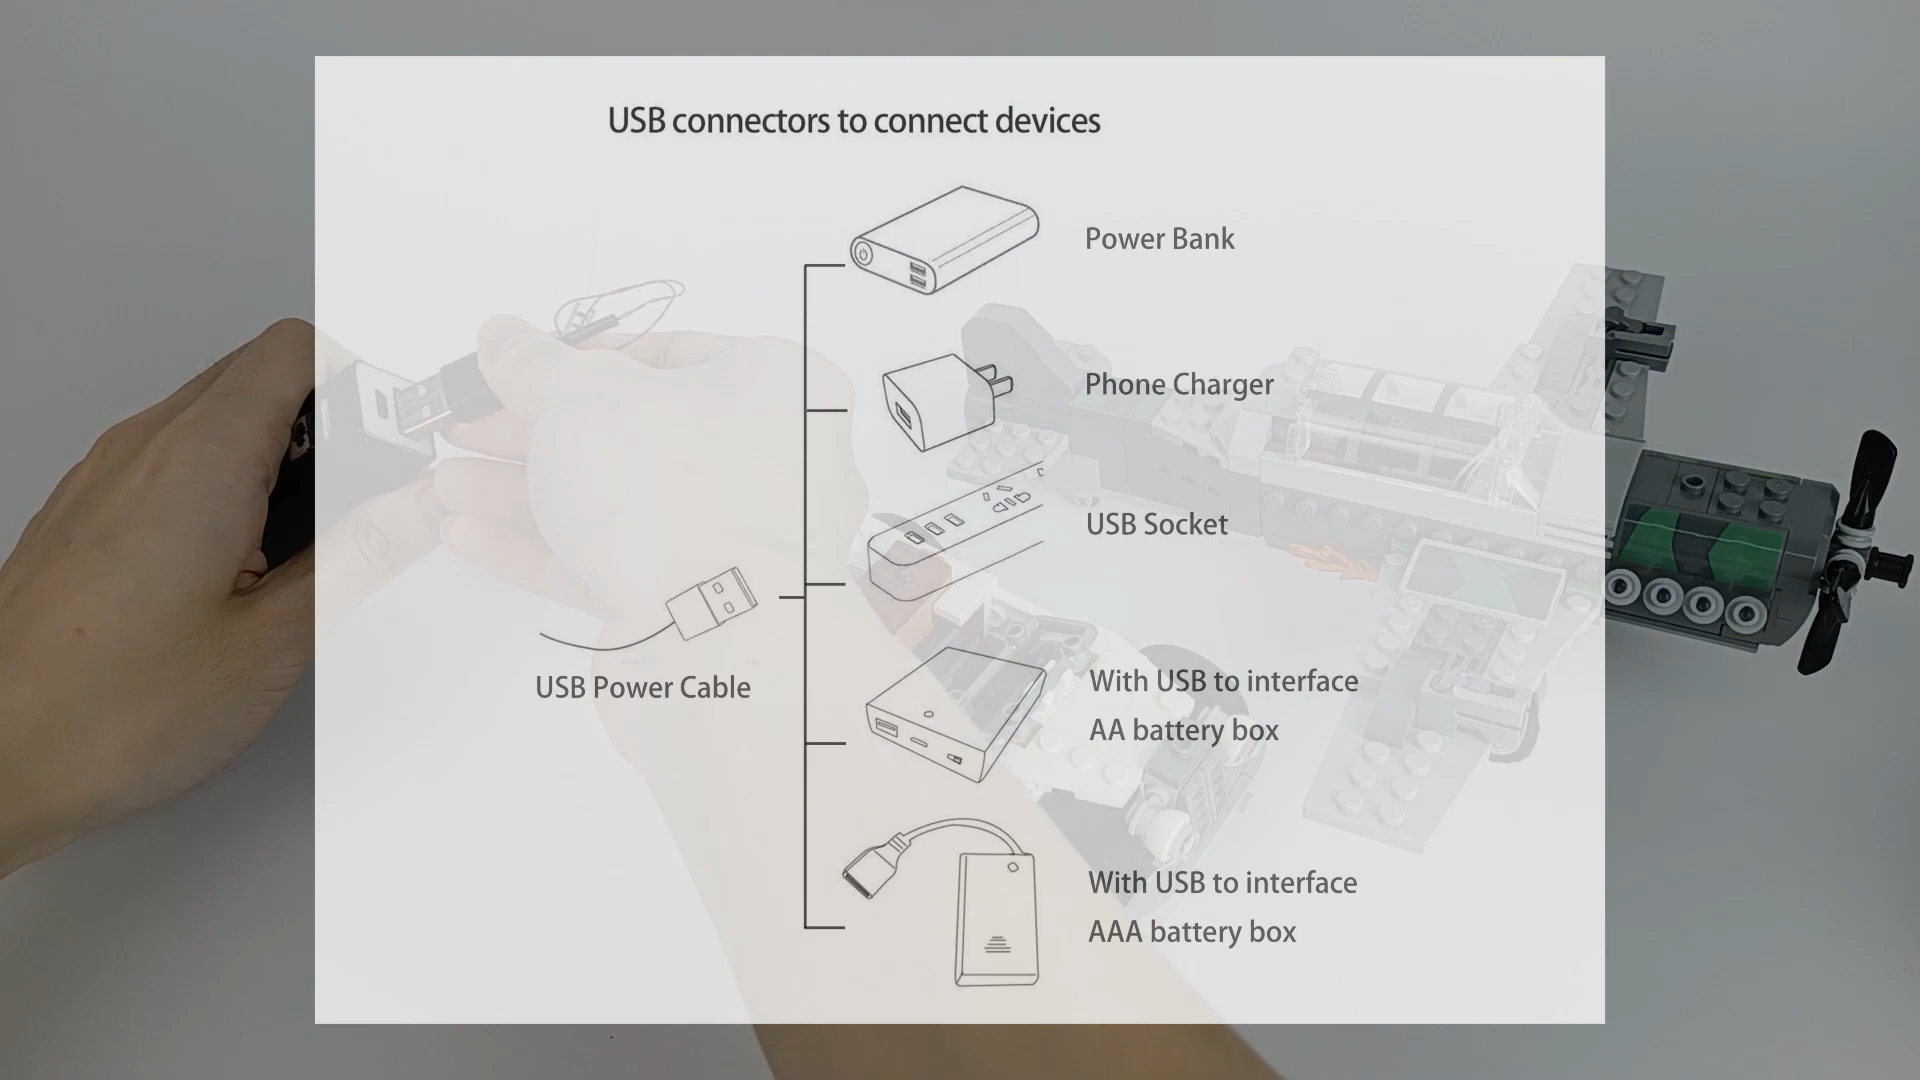 USB connectors to connect devices
Power Bank
Phone Charger
USB Socket
USB Power Cable
With USB to interface
AA battery box
With USB to interface
AAA battery box